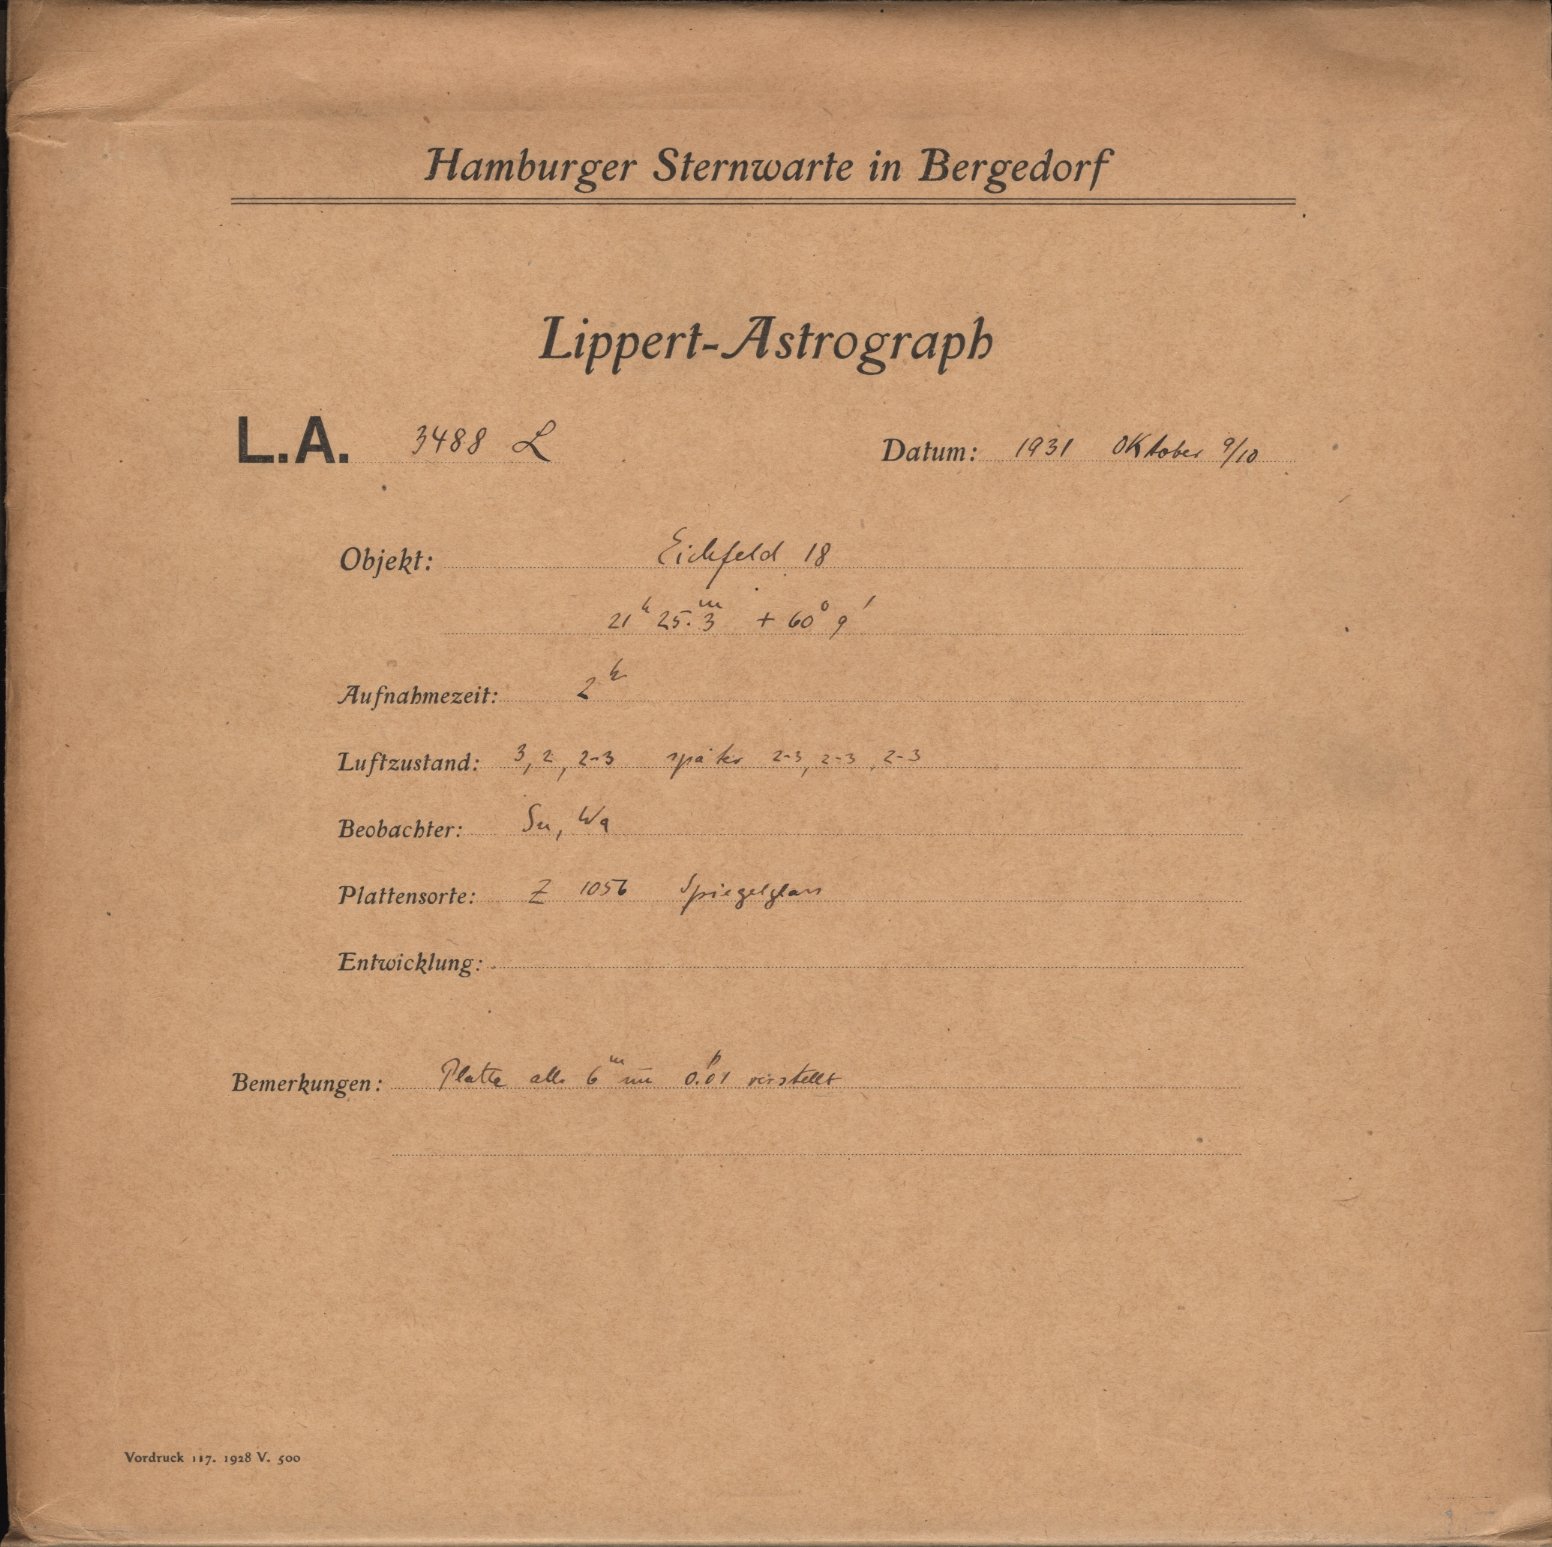 Hamburger Sternwarte in Bergedorf
Lippert-Astrograph
L.A. 3488 L Datum: 1931 Oktober 9/10
Objekt: Eichfeld 18
21ʰ 25.ᵐ3 + 60° 9′
Aufnahmezeit: 2ʰ
Luftzustand: 3, 2, 2-3 später 2-3, 2-3, 2-3
Beobachter: Su, Wa
Plattensorte: Z 1056 Spiegelglas
Entwicklung:
Bemerkungen: Platte alle 6ᵐ um 0.ᵖ01 verstellt
Vordruck 117. 1928 V. 500